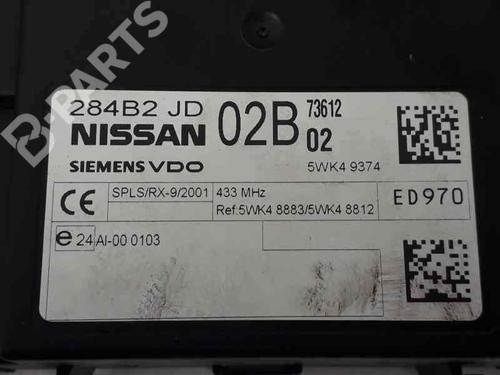 B-PARTS
284B2 JD 02B 73612
NISSAN 02
SIEMENS VDO 5WK4 9374
CE SPLS/RX-9/2001 433 MHz ED970
Ref:5WK4 8883/5WK4 8812
e 24 AI-00 0103